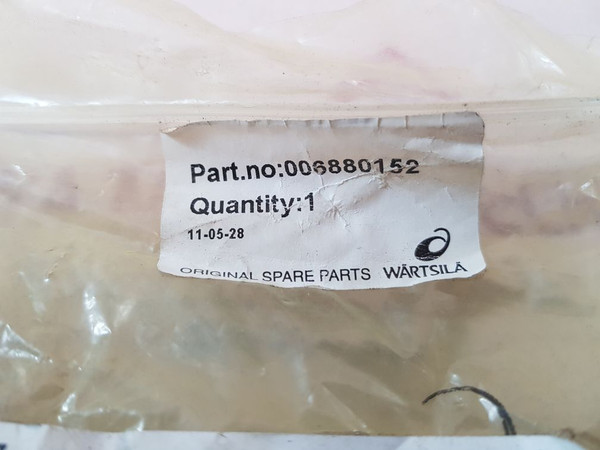 Part.no:006880152
Quantity:1
11-05-28
ORIGINAL SPARE PARTS WÄRTSILÄ